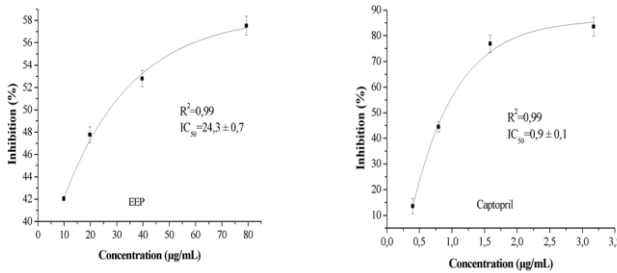 58
56
54
52
50
48
46
44
42
40
Inhibition (%)
R²=0,99
IC₅₀=24,3 ± 0,7
EEP
0 10 20 30 40 50 60 70 80 90
Concentration (µg/mL)
90
80
70
60
50
40
30
20
10
Inhibition (%)
R²=0,99
IC₅₀=0,9 ± 0,1
Captopril
0,0 0,5 1,0 1,5 2,0 2,5 3,0 3,5
Concentration (µg/mL)